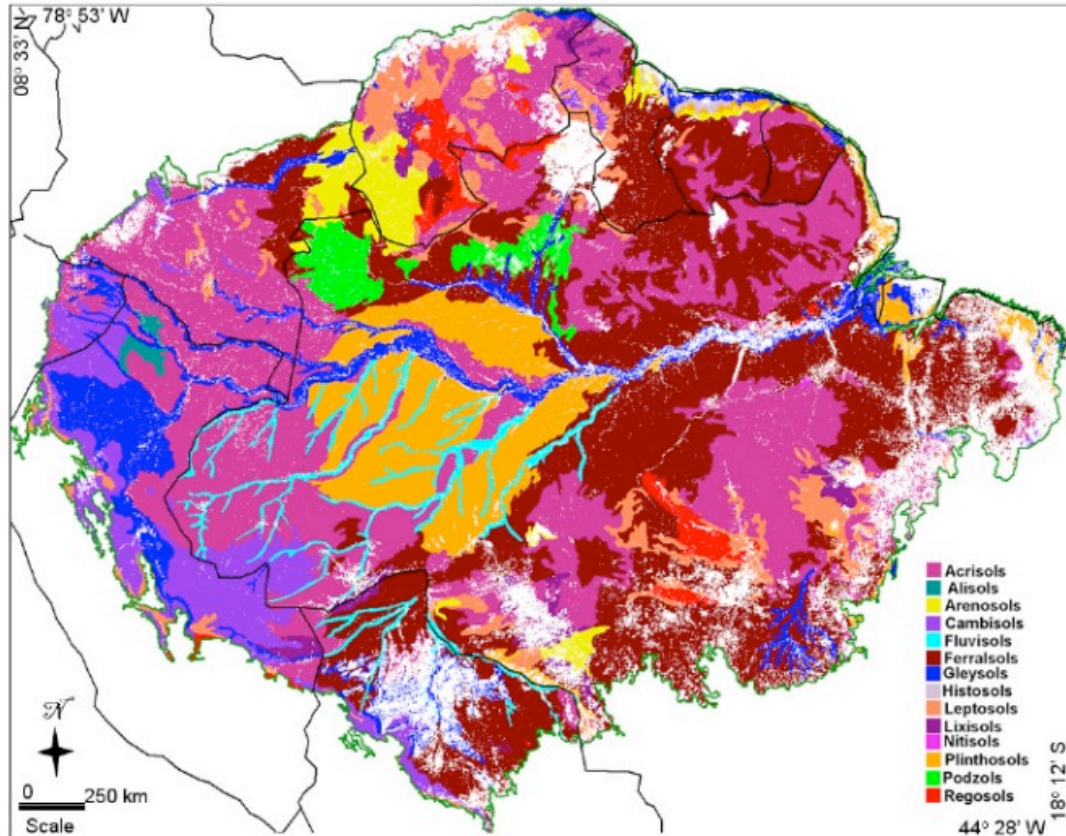 78° 53' W
08° 33' N
Acrisols
Alisols
Arenosols
Cambisols
Fluvisols
Ferralsols
Gleysols
Histosols
Leptosols
Lixisols
Nitisols
Plinthosols
Podzols
Regosols
N
0 250 km
Scale
18° 12' S
44° 28' W